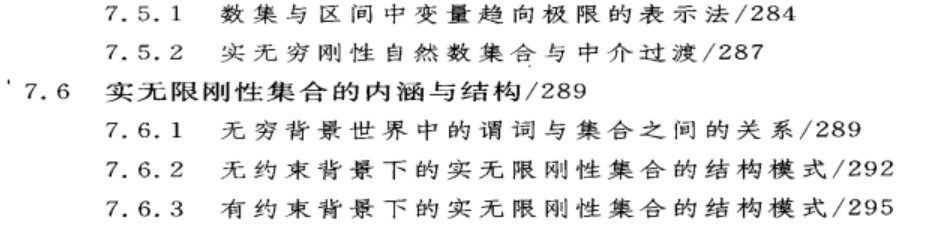 7.5.1 数集与区间中变量趋向极限的表示法/284
7.5.2 实无穷刚性自然数集合与中介过渡/287
7.6 实无限刚性集合的内涵与结构/289
7.6.1 无穷背景世界中的谓词与集合之间的关系/289
7.6.2 无约束背景下的实无限刚性集合的结构模式/292
7.6.3 有约束背景下的实无限刚性集合的结构模式/295